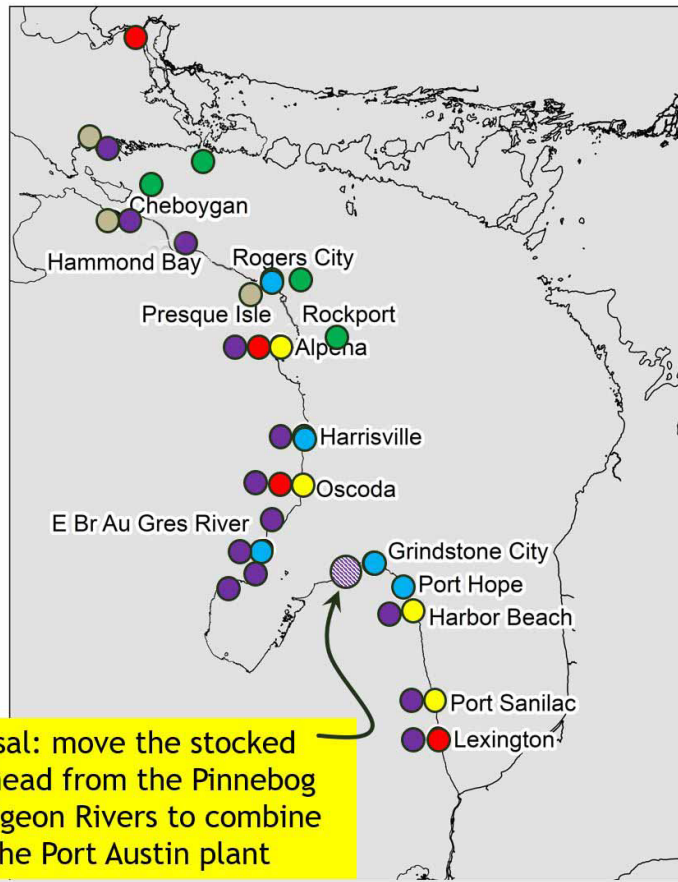 Cheboygan
Hammond Bay
Rogers City
Presque Isle
Rockport
Alpena
Harrisville
Oscoda
E Br Au Gres River
Grindstone City
Port Hope
Harbor Beach
Port Sanilac
Lexington
sal: move the stocked
ead from the Pinnebog
geon Rivers to combine
he Port Austin plant